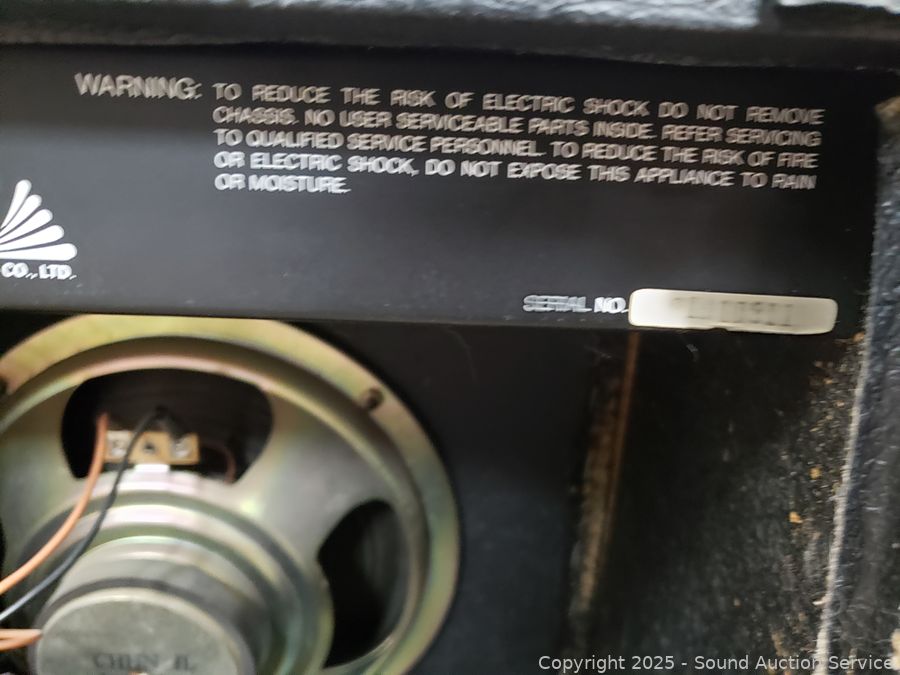 WARNING: TO REDUCE THE RISK OF ELECTRIC SHOCK DO NOT REMOVE
CHASSIS. NO USER SERVICEABLE PARTS INSIDE. REFER SERVICING
TO QUALIFIED SERVICE PERSONNEL. TO REDUCE THE RISK OF FIRE
OR ELECTRIC SHOCK, DO NOT EXPOSE THIS APPLIANCE TO RAIN
OR MOISTURE.
CO., LTD.
SERIAL NO.
Copyright © 2025 - Sound Auction Service